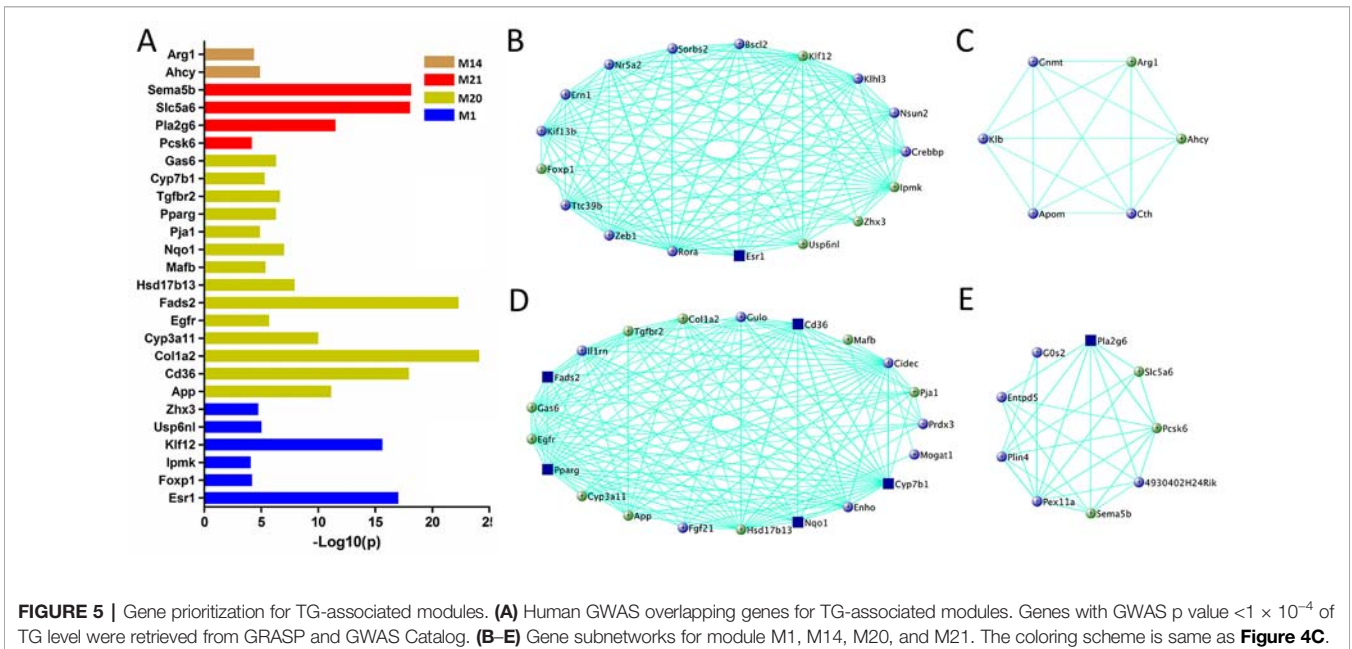 A
Arg1
Ahcy
Sema5b
Slc5a6
Pla2g6
Pcsk6
Gas6
Cyp7b1
Tgfbr2
Pparg
Pja1
Nqo1
Mafb
Hsd17b13
Fads2
Egfr
Cyp3a11
Col1a2
Cd36
App
Zhx3
Usp6nl
Klf12
Ipmk
Foxp1
Esr1
0 5 10 15 20 25
-Log10(p)
M14
M21
M20
M1
B
Bscl2
Klf12
Klhl3
Nsun2
Crebbp
Ipmk
Zhx3
Usp6nl
Esr1
Rora
Zeb1
Ttc39b
Foxp1
Kif13b
Ern1
Nr5a2
Sorbs2
C
Gnmt
Arg1
Ahcy
Cth
Apom
Klb
D
Gulo
Cd36
Mafb
Cidec
Pja1
Prdx3
Mogat1
Cyp7b1
Enho
Nqo1
Hsd17b13
Fgf21
App
Cyp3a11
Pparg
Egfr
Gas6
Fads2
Il1rn
Tgfbr2
Col1a2
E
Pla2g6
Slc5a6
Pcsk6
4930402H24Rik
Sema5b
Pex11a
Plin4
Entpd5
G0s2
FIGURE 5 | Gene prioritization for TG-associated modules. (A) Human GWAS overlapping genes for TG-associated modules. Genes with GWAS p value <1 × 10⁻⁴ of
TG level were retrieved from GRASP and GWAS Catalog. (B–E) Gene subnetworks for module M1, M14, M20, and M21. The coloring scheme is same as Figure 4C.